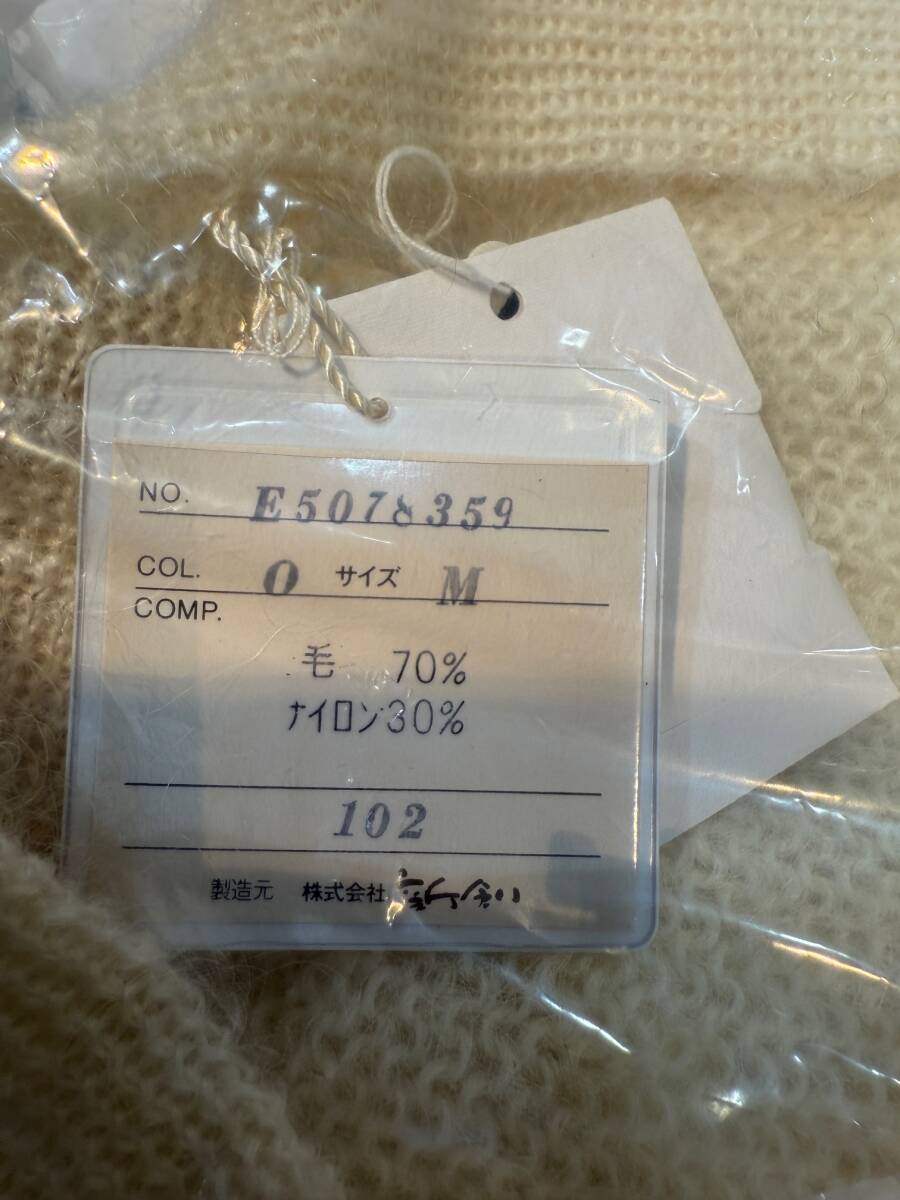 NO. E5078359
COL. O サイズ M
COMP.
毛 70%
ナイロン30%
102
製造元 株式会社